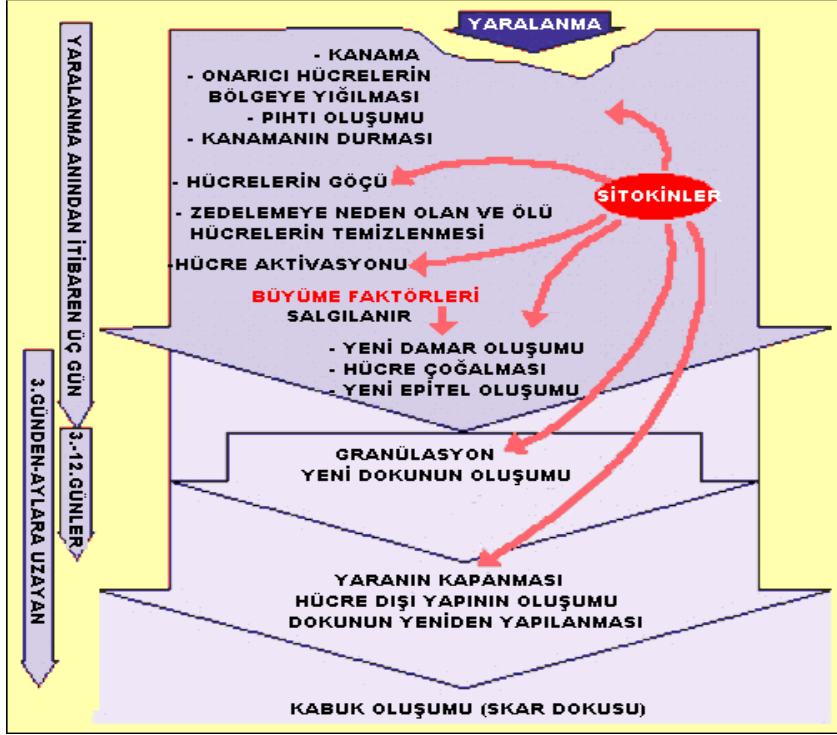 YARALANMA
- KANAMA
- ONARICI HÜCRELERİN
BÖLGEYE YIĞILMASI
- PIHTI OLUŞUMU
- KANAMANIN DURMASI
- HÜCRELERİN GÖÇÜ
SİTOKİNLER
- ZEDELEMEYE NEDEN OLAN VE ÖLÜ
HÜCRELERİN TEMİZLENMESİ
-HÜCRE AKTİVASYONU
BÜYÜME FAKTÖRLERİ
SALGILANIR
- YENİ DAMAR OLUŞUMU
- HÜCRE ÇOĞALMASI
- YENİ EPİTEL OLUŞUMU
GRANÜLASYON
YENİ DOKUNUN OLUŞUMU
YARANIN KAPANMASI
HÜCRE DIŞI YAPININ OLUŞUMU
DOKUNUN YENİDEN YAPILANMASI
KABUK OLUŞUMU (SKAR DOKUSU)
YARALANMA ANINDAN İTİBAREN ÜÇ GÜN
3.-12.GÜNLER
3.GÜNDEN-AYLARA UZAYAN